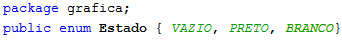 package grafica;
public enum Estado { VAZIO, PRETO, BRANCO}